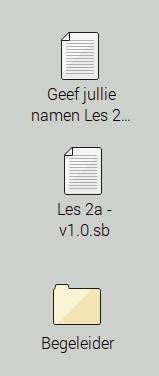 Geef jullie
namen Les 2...
Les 2a -
v1.0.sb
Begeleider